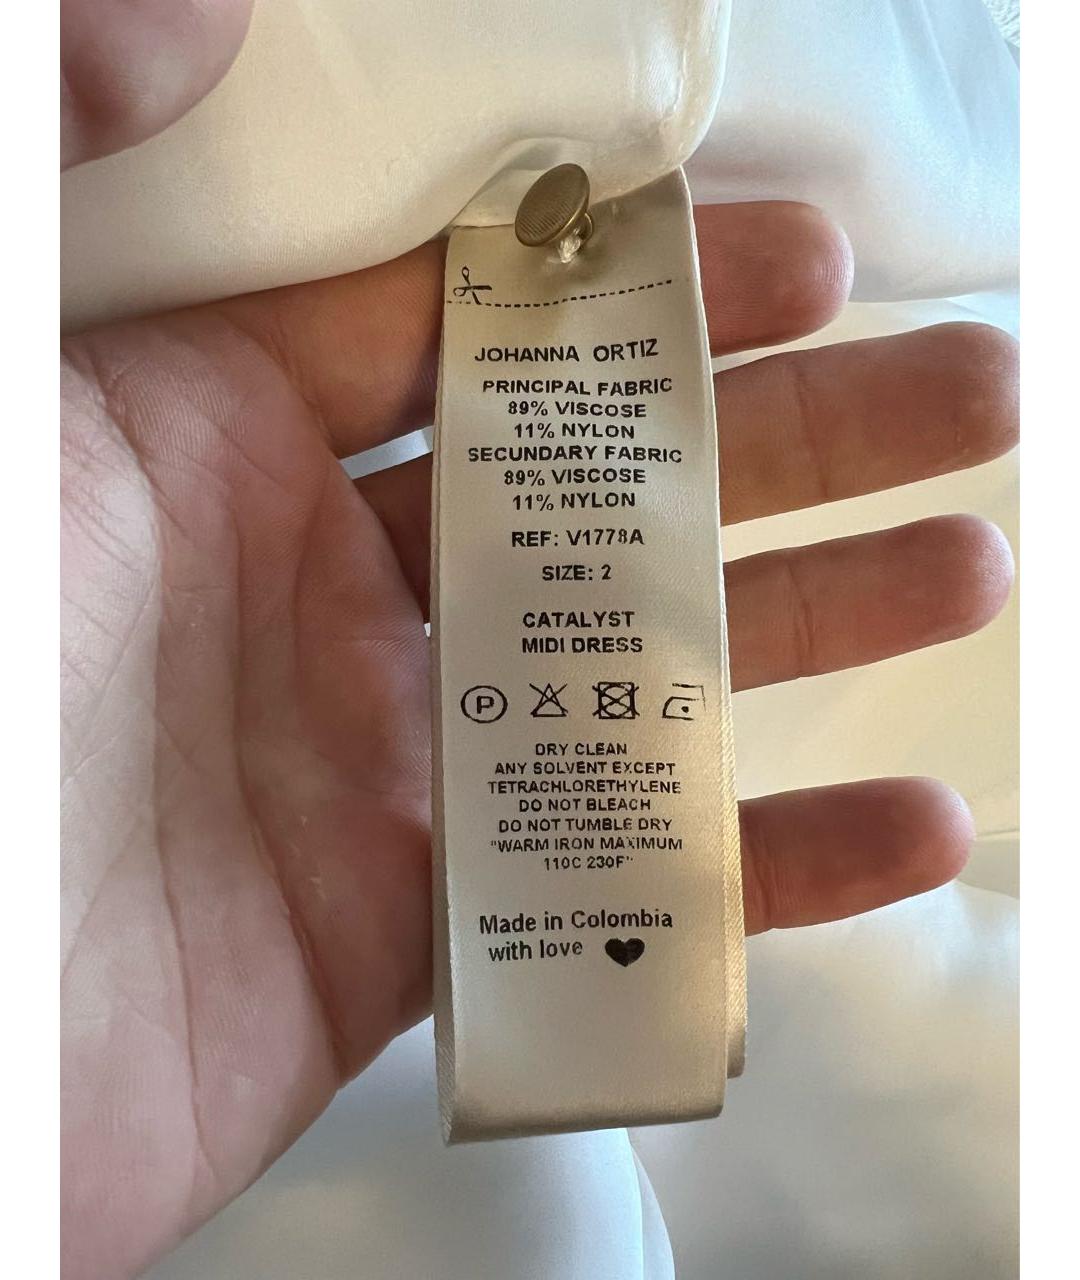 JOHANNA ORTIZ
PRINCIPAL FABRIC
89% VISCOSE
11% NYLON
SECUNDARY FABRIC
89% VISCOSE
11% NYLON
REF: V1778A
SIZE: 2
CATALYST
MIDI DRESS
P
DRY CLEAN
ANY SOLVENT EXCEPT
TETRACHLORETHYLENE
DO NOT BLEACH
DO NOT TUMBLE DRY
"WARM IRON MAXIMUM
110C 230F"
Made in Colombia
with love